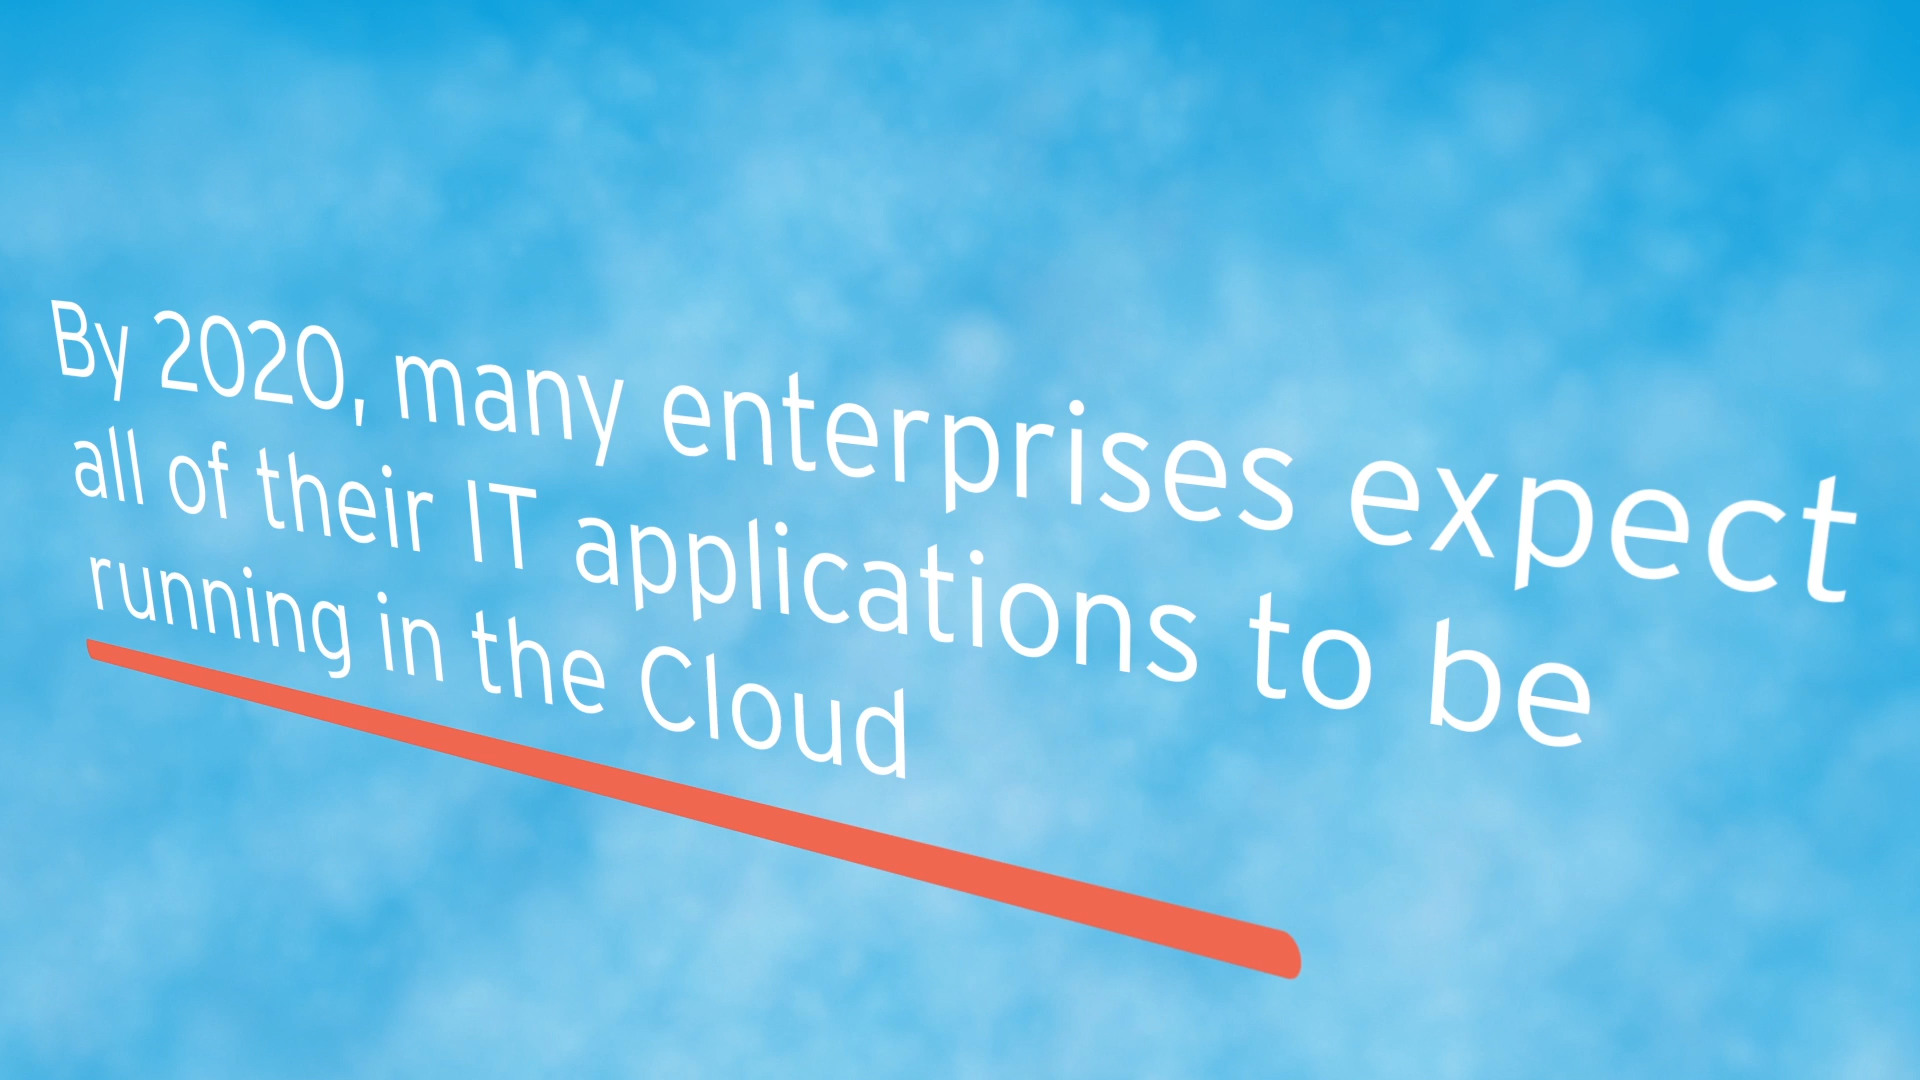 By 2020, many enterprises expect
all of their IT applications to be
running in the Cloud